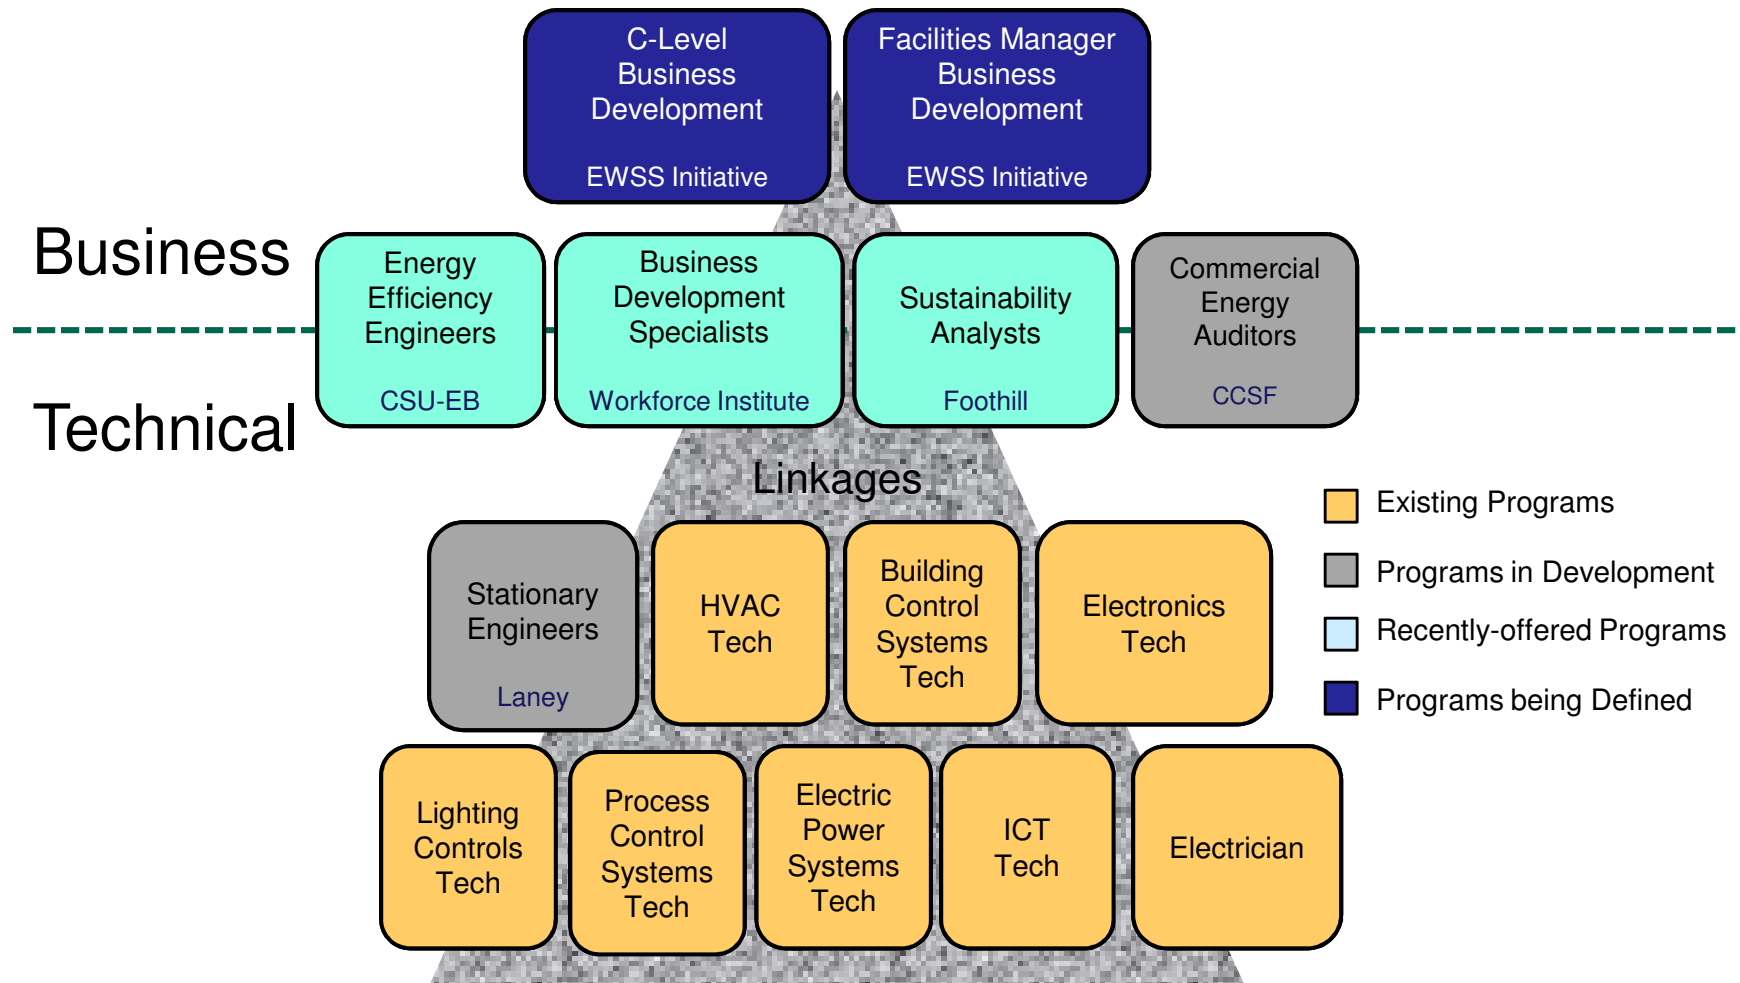 C-Level
Business
Development
EWSS Initiative
Facilities Manager
Business
Development
EWSS Initiative
Business
Energy
Efficiency
Engineers
CSU-EB
Business
Development
Specialists
Workforce Institute
Sustainability
Analysts
Foothill
Commercial
Energy
Auditors
CCSF
Technical
Linkages
Stationary
Engineers
Laney
HVAC
Tech
Building
Control
Systems
Tech
Electronics
Tech
Existing Programs
Programs in Development
Recently-offered Programs
Programs being Defined
Lighting
Controls
Tech
Process
Control
Systems
Tech
Electric
Power
Systems
Tech
ICT
Tech
Electrician